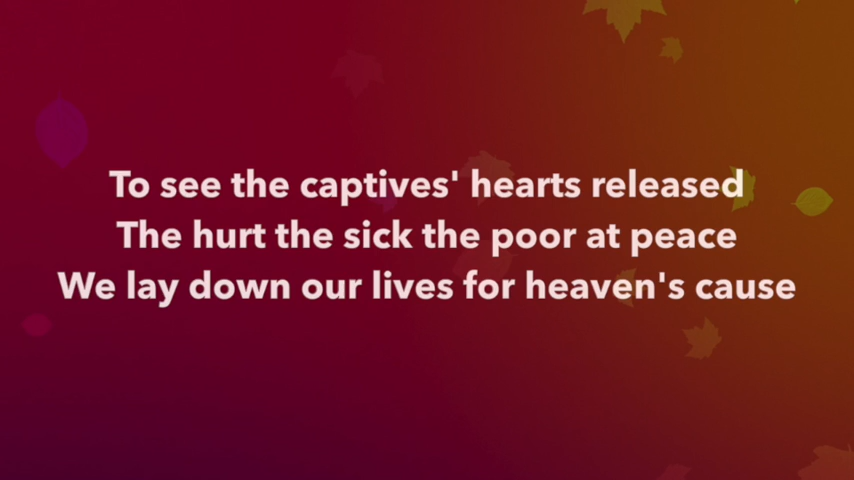 To see the captives' hearts released
The hurt the sick the poor at peace
We lay down our lives for heaven's cause